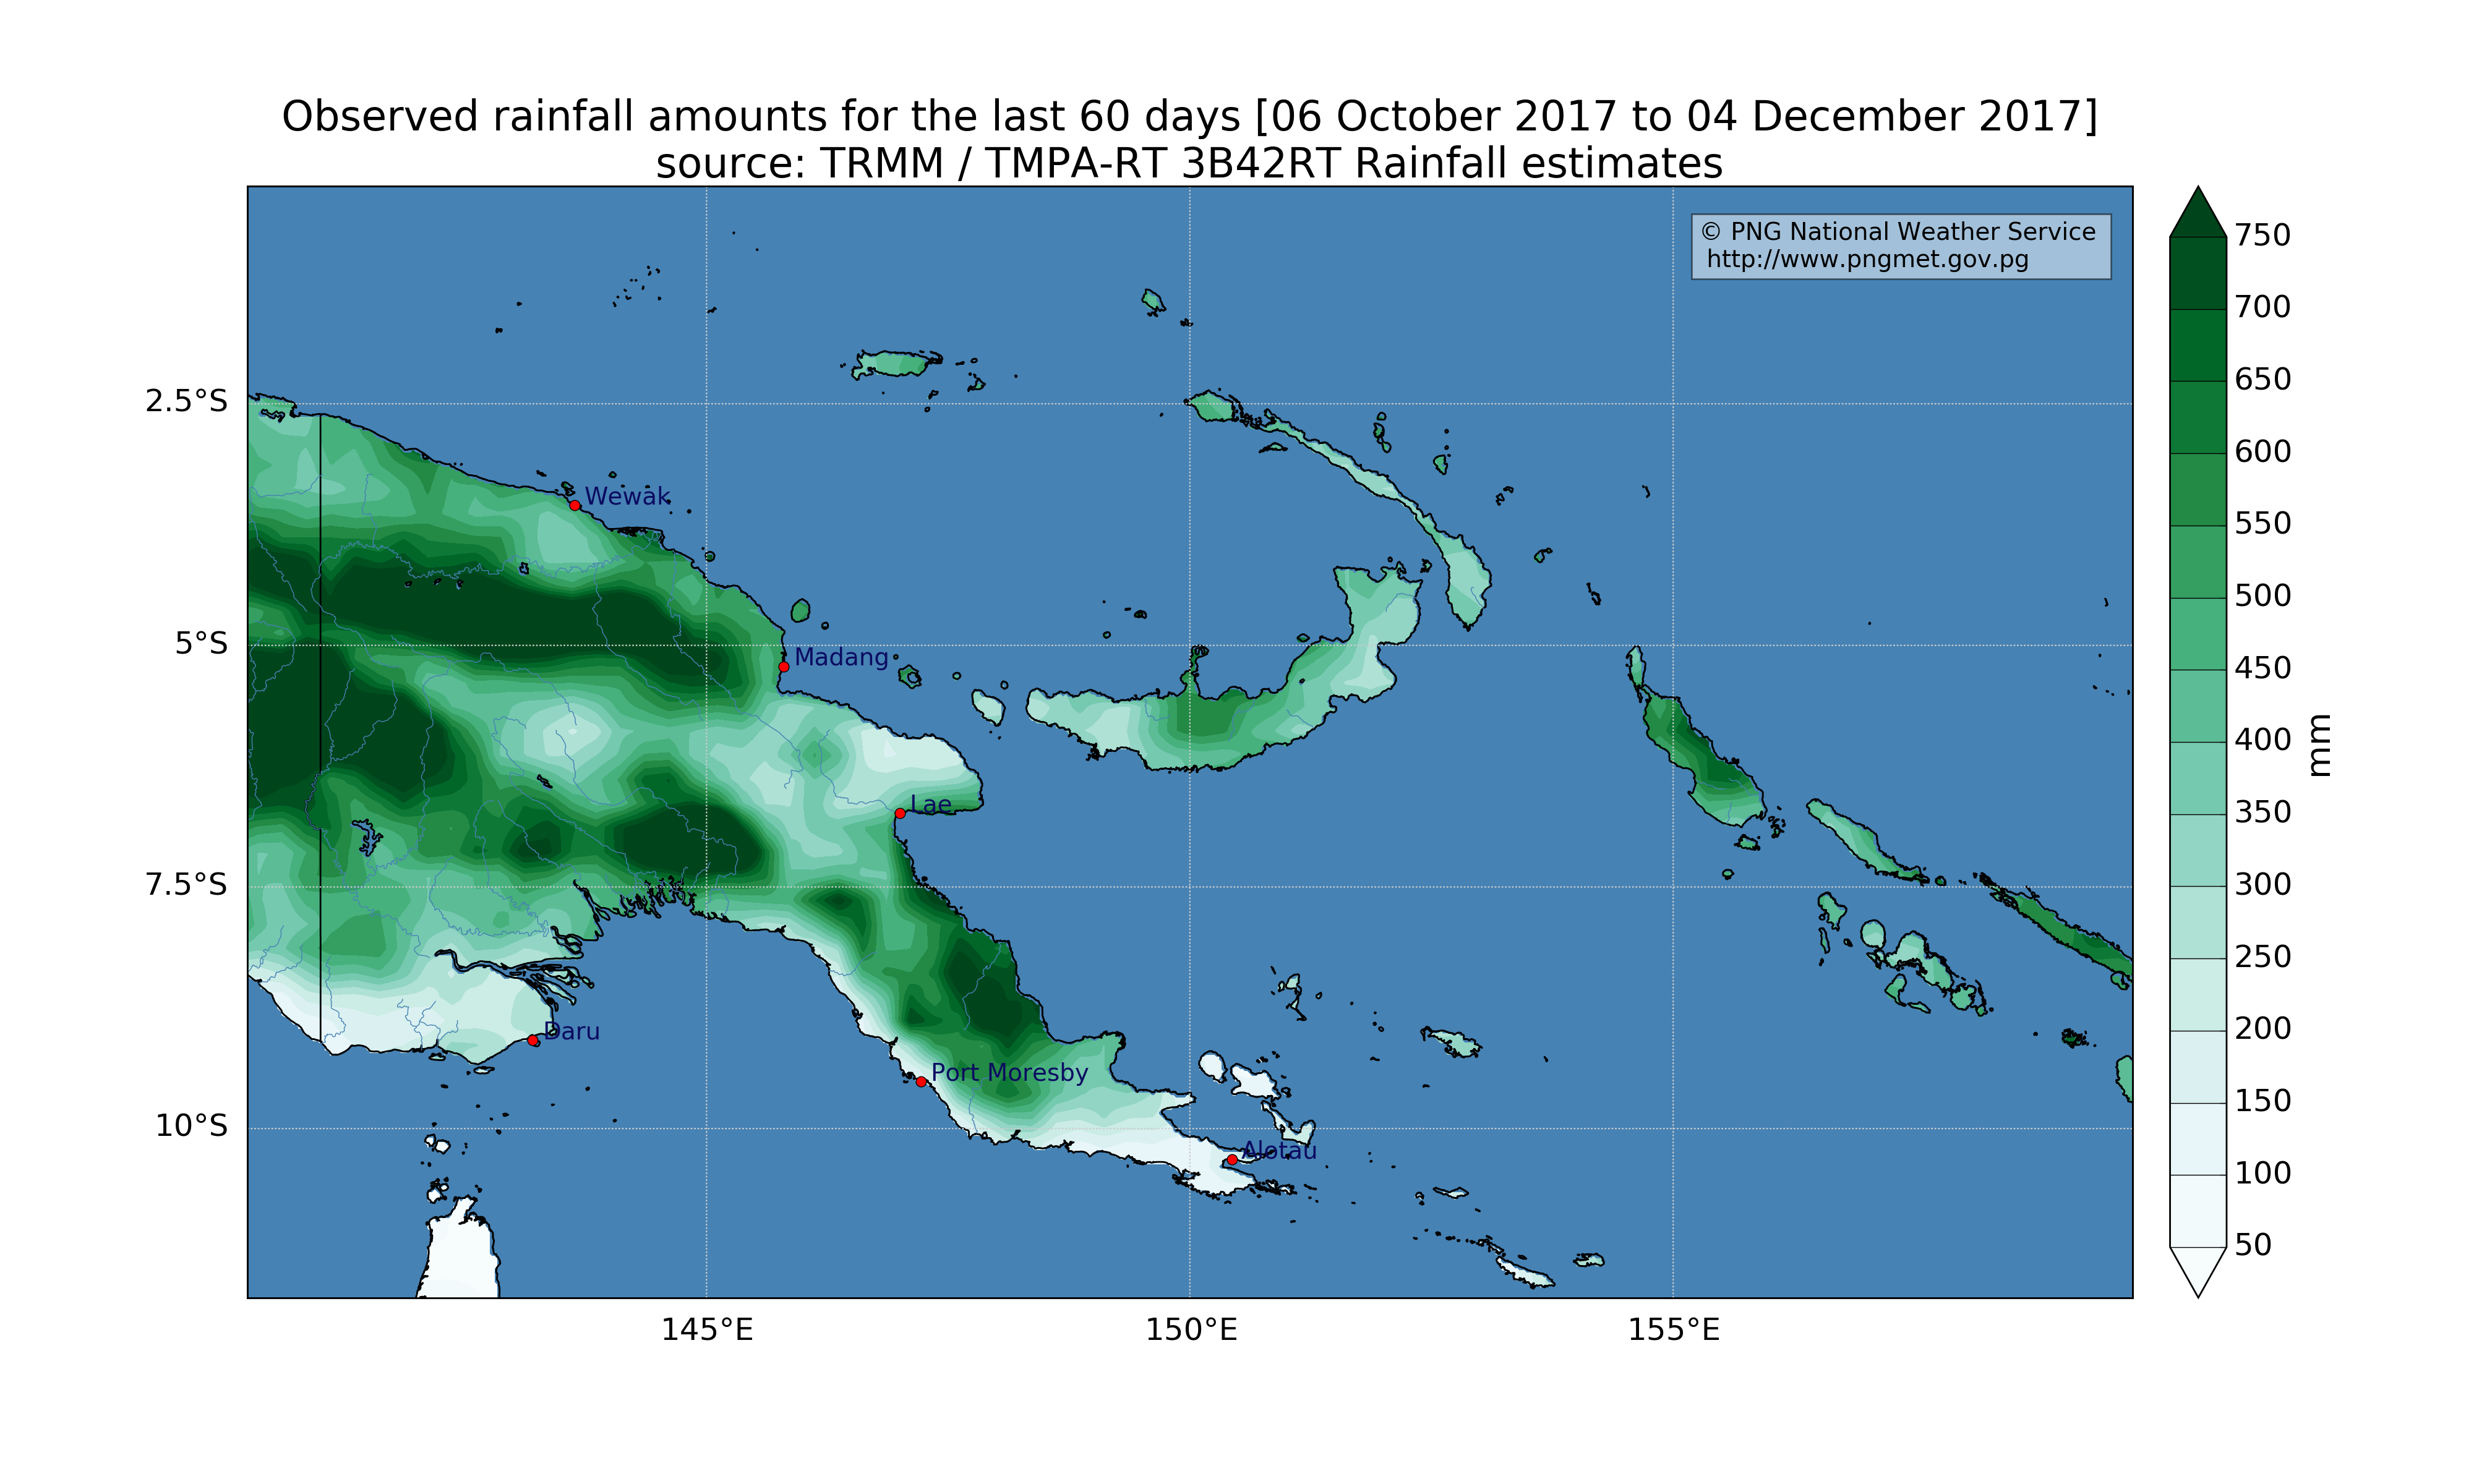 Observed rainfall amounts for the last 60 days [06 October 2017 to 04 December 2017]
source: TRMM / TMPA-RT 3B42RT Rainfall estimates
© PNG National Weather Service
http://www.pngmet.gov.pg
750
700
650
600
550
500
450
400
350
300
250
200
150
100
50
mm
2.5°S
5°S
7.5°S
10°S
Wewak
Madang
Lae
Daru
Port Moresby
Alotau
145°E
150°E
155°E